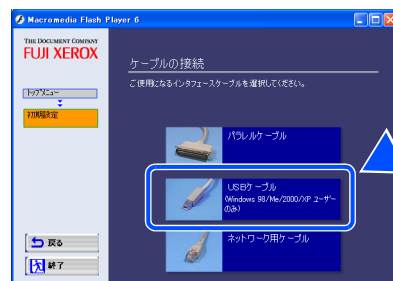 Macromedia Flash Player 6
THE DOCUMENT COMPANY
FUJI XEROX
ケーブルの接続
ご使用になるインタフェースケーブルを選択してください。
トップメニュー
初期設定
パラレルケーブル
USBケーブル
(Windows 98/Me/2000/XP ユーザー
のみ)
ネットワーク用ケーブル
戻る
終了